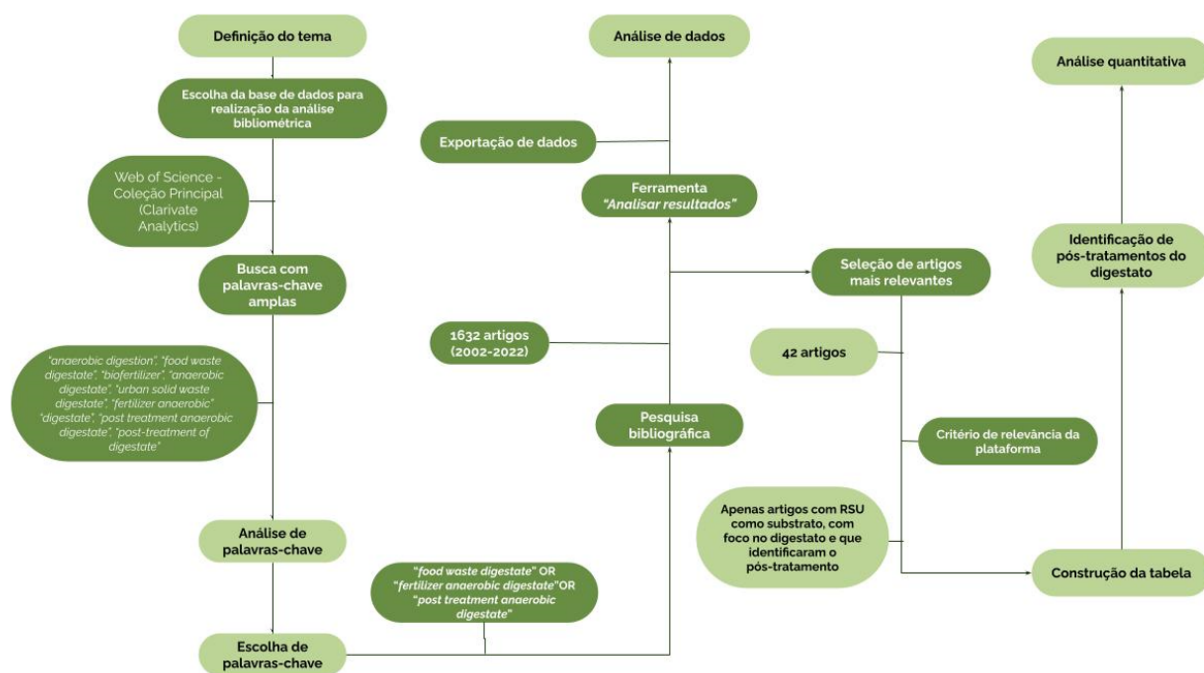 Definição do tema
Escolha da base de dados para
realização da análise
bibliométrica
Web of Science -
Coleção Principal
(Clarivate
Analytics)
Busca com
palavras-chave
amplas
"anaerobic digestion", "food waste
digestate", "biofertilizer", "anaerobic
digestate", "urban solid waste
digestate", "fertilizer anaerobic"
"digestate", "post treatment anaerobic
digestate", "post-treatment of
digestate"
Análise de
palavras-chave
Escolha de
palavras-chave
"food waste digestate" OR
"fertilizer anaerobic digestate"OR
"post treatment anaerobic
digestate"
Pesquisa
bibliográfica
1632 artigos
(2002-2022)
Ferramenta
"Analisar resultados"
Exportação de dados
Análise de dados
Seleção de artigos
mais relevantes
42 artigos
Critério de relevância da
plataforma
Apenas artigos com RSU
como substrato, com
foco no digestato e que
identificaram o
pós-tratamento
Construção da tabela
Identificação de
pós-tratamentos do
digestato
Análise quantitativa